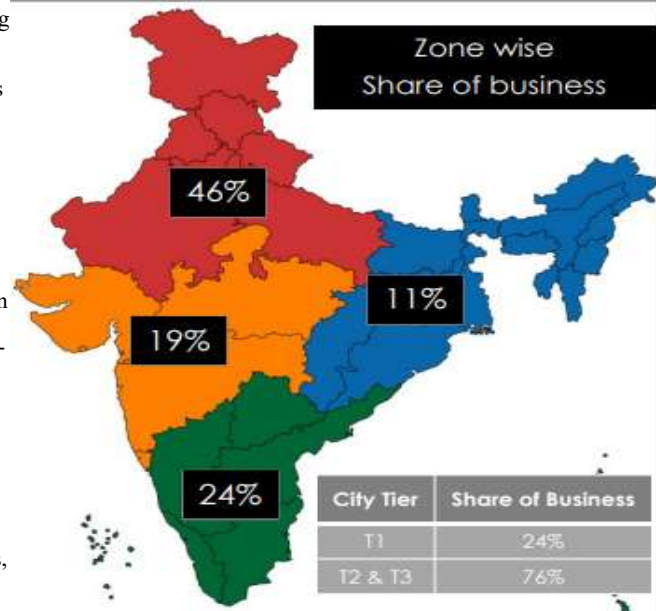 g
s
Zone wise
Share of business
46%
11%
n
19%
-
24%
City Tier Share of Business
T1 24%
T2 & T3 76%
s,